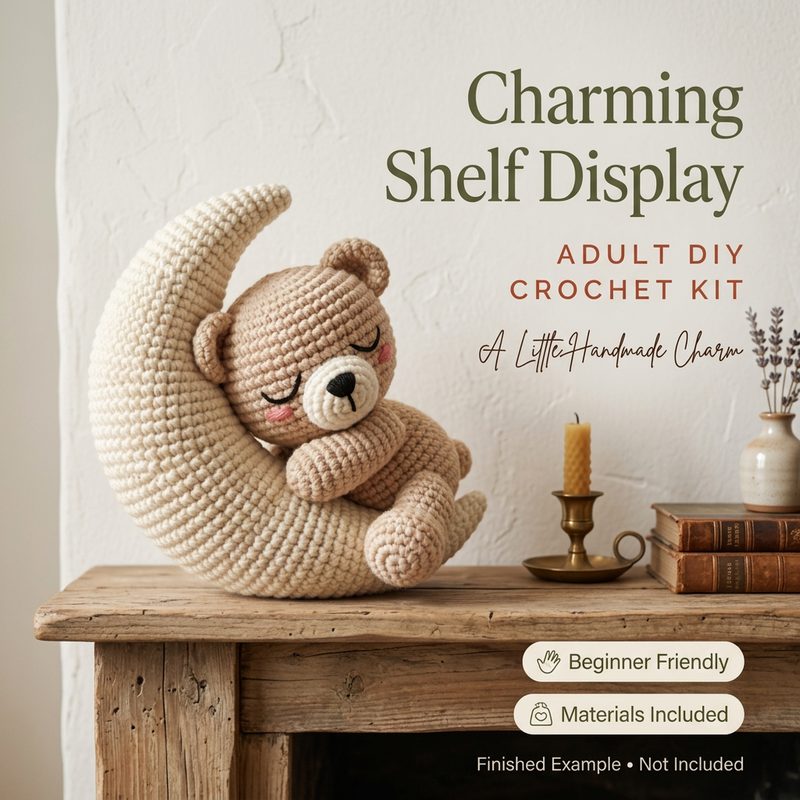 Charming
Shelf Display
ADULT DIY
CROCHET KIT
A Little Handmade Charm
Beginner Friendly
Materials Included
Finished Example • Not Included